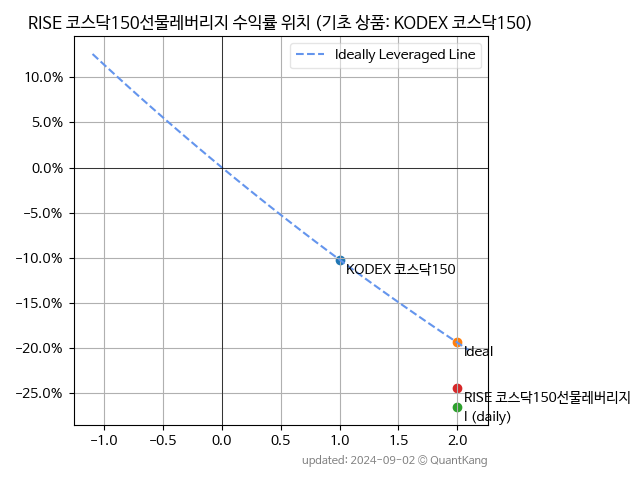 RISE 코스닥150선물레버리지 수익률 위치 (기초 상품: KODEX 코스닥150)
Ideally Leveraged Line
10.0%
5.0%
0.0%
−5.0%
−10.0%
−15.0%
−20.0%
−25.0%
KODEX 코스닥150
Ideal
RISE 코스닥150선물레버리지
I (daily)
−1.0 −0.5 0.0 0.5 1.0 1.5 2.0
updated: 2024-09-02 © QuantKang